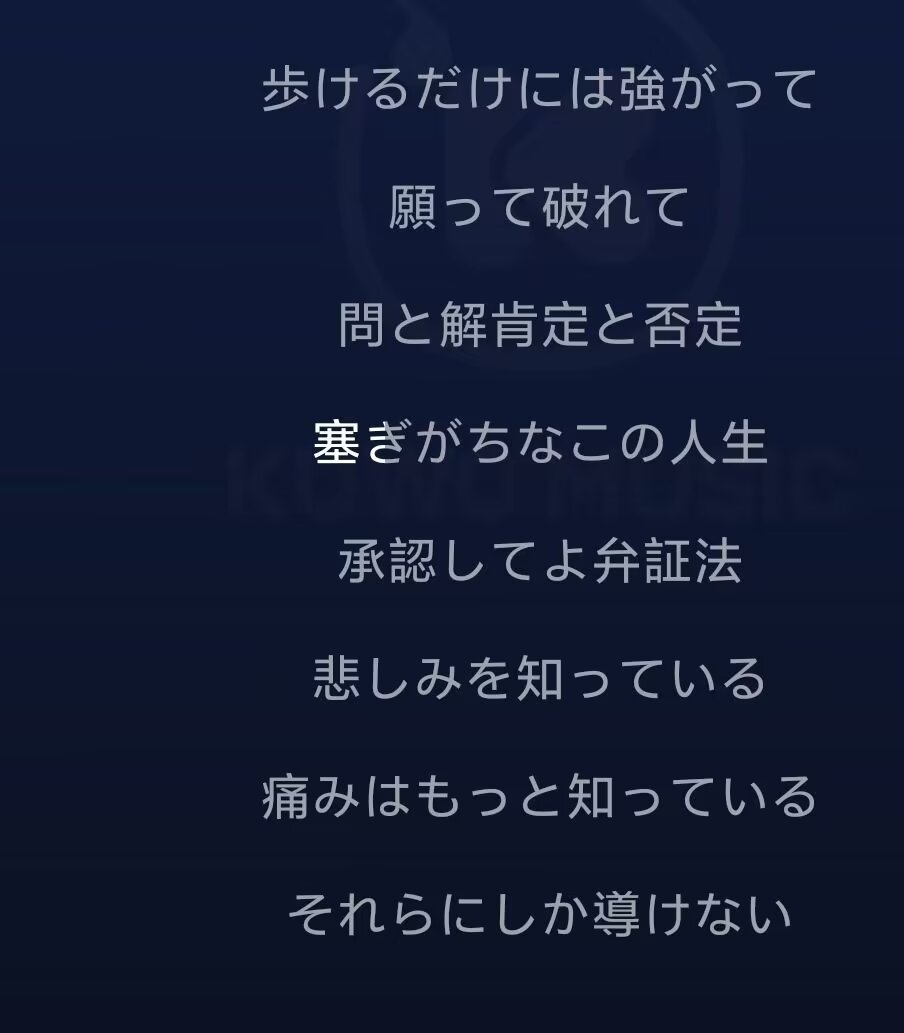 歩けるだけには強がって
願って破れて
問と解肯定と否定
塞ぎがちなこの人生
KUWO MUSIC
承認してよ弁証法
悲しみを知っている
痛みはもっと知っている
それらにしか導けない